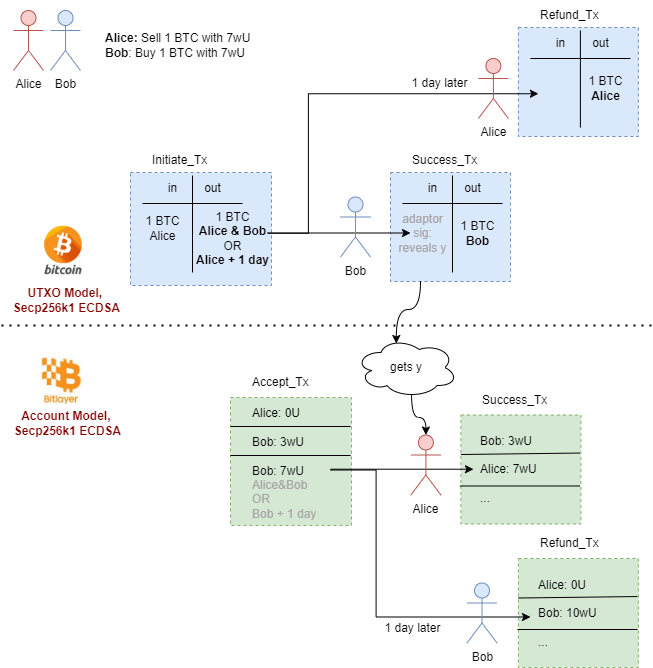 Alice: Sell 1 BTC with 7wU
Bob: Buy 1 BTC with 7wU
Alice
Bob
Refund_Tx
in
out
1 BTC
Alice
1 day later
Alice
Initiate_Tx
in
out
1 BTC
Alice
1 BTC
Alice & Bob
OR
Alice + 1 day
Bob
Success_Tx
in
out
adaptor
sig:
reveals y
1 BTC
Bob
bitcoin
UTXO Model,
Secp256k1 ECDSA
gets y
Bitlayer
Account Model,
Secp256k1 ECDSA
Accept_Tx
Alice: 0U
Bob: 3wU
Bob: 7wU
Alice&Bob
OR
Bob + 1 day
Alice
Success_Tx
Bob: 3wU
Alice: 7wU
...
1 day later
Bob
Refund_Tx
Alice: 0U
Bob: 10wU
...